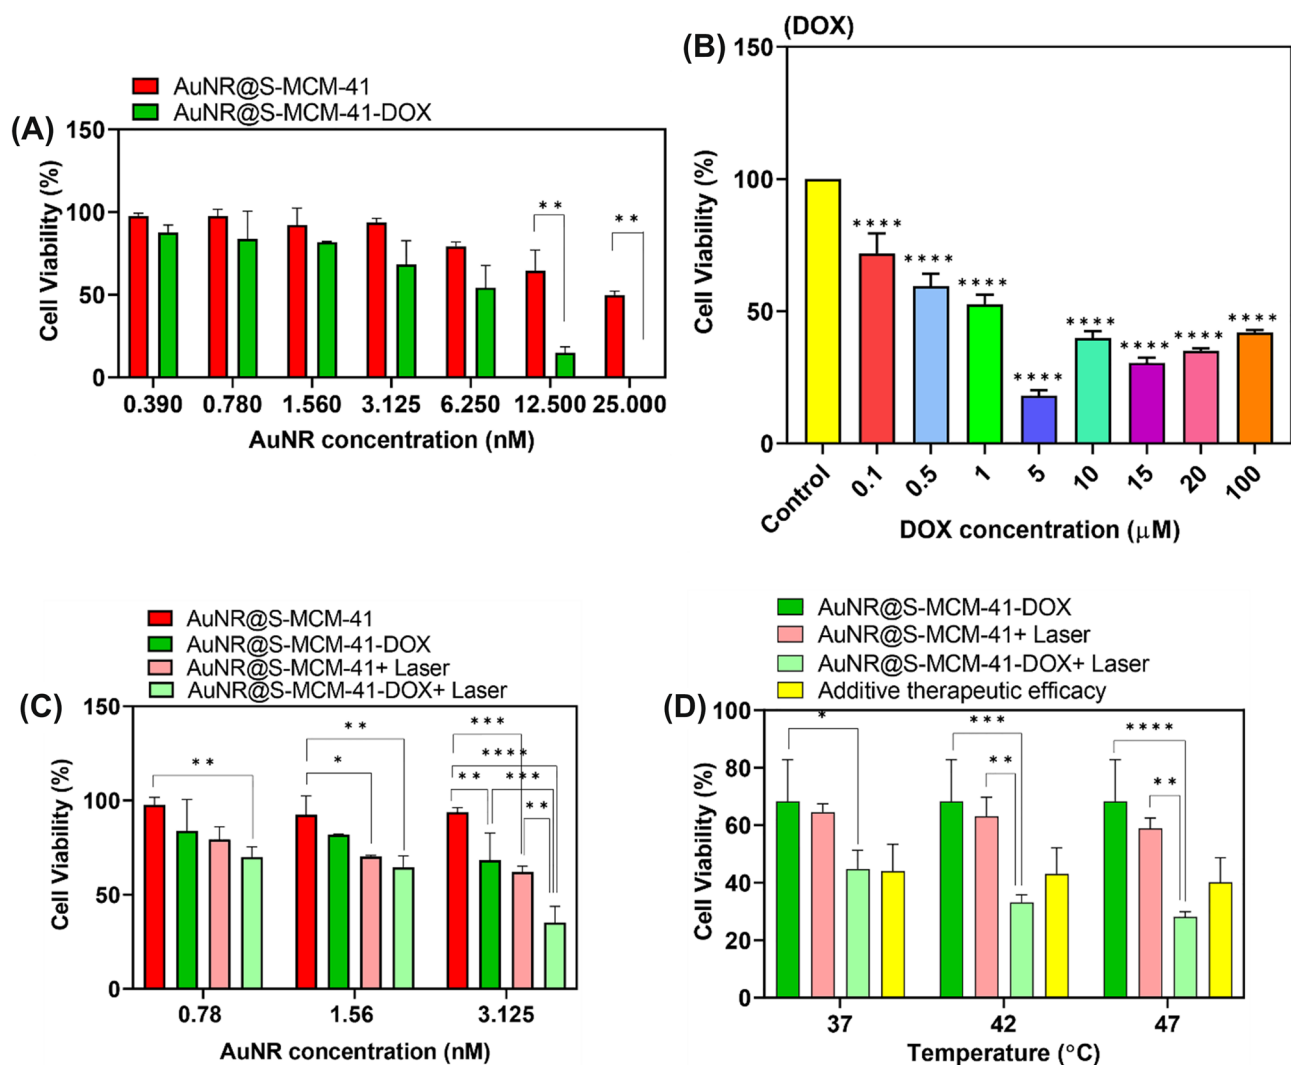 (A)
AuNR@S-MCM-41
AuNR@S-MCM-41-DOX
Cell Viability (%)
150
100
50
0
**
**
0.390 0.780 1.560 3.125 6.250 12.500 25.000
AuNR concentration (nM)
(B)
(DOX)
Cell Viability (%)
150
100
50
0
****
****
****
****
****
****
****
****
Control 0.1 0.5 1 5 10 15 20 100
DOX concentration (μM)
(C)
AuNR@S-MCM-41
AuNR@S-MCM-41-DOX
AuNR@S-MCM-41+ Laser
AuNR@S-MCM-41-DOX+ Laser
Cell Viability (%)
150
100
50
0
**
**
*
***
****
** ***
**
0.78 1.56 3.125
AuNR concentration (nM)
(D)
AuNR@S-MCM-41-DOX
AuNR@S-MCM-41+ Laser
AuNR@S-MCM-41-DOX+ Laser
Additive therapeutic efficacy
Cell Viability (%)
100
80
60
40
20
0
*
***
**
****
**
37 42 47
Temperature (°C)